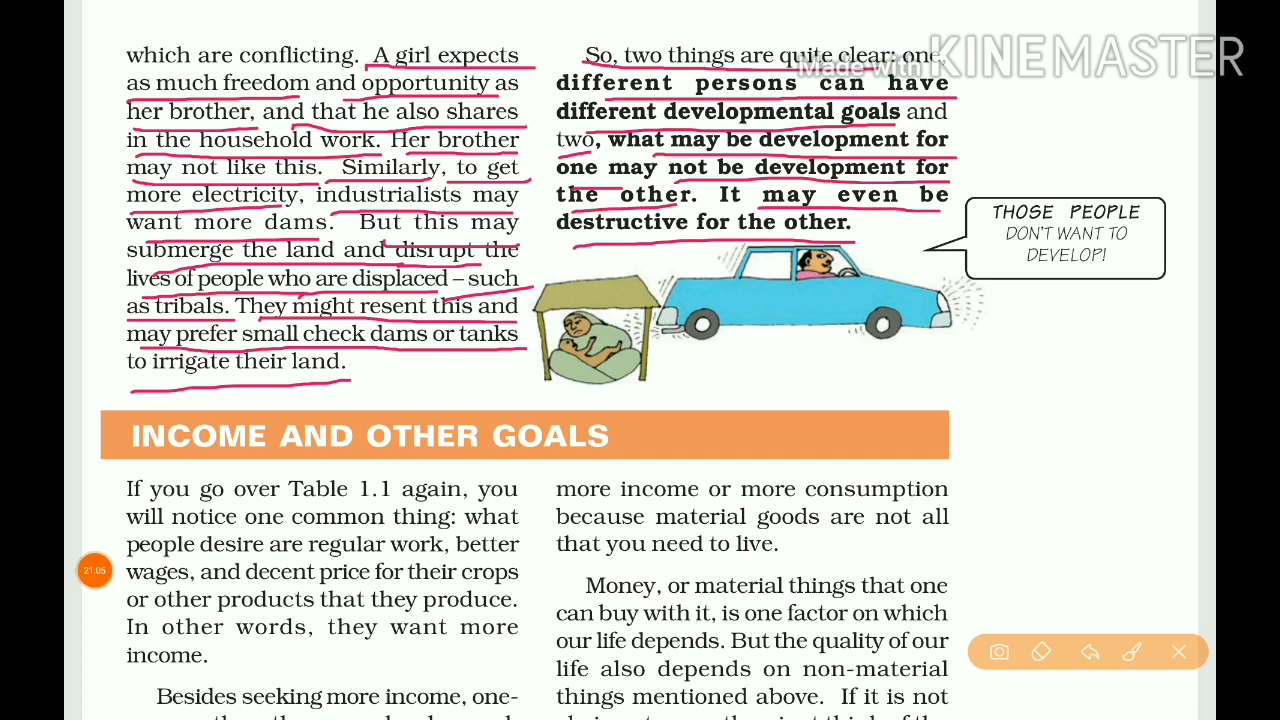 which are conflicting. A girl expects
as much freedom and opportunity as
her brother, and that he also shares
in the household work. Her brother
may not like this. Similarly, to get
more electricity, industrialists may
want more dams. But this may
submerge the land and disrupt the
lives of people who are displaced – such
as tribals. They might resent this and
may prefer small check dams or tanks
to irrigate their land.
So, two things are quite clear: one,
different persons can have
different developmental goals and
two, what may be development for
one may not be development for
the other. It may even be
destructive for the other.
Made with KINEMASTER
THOSE PEOPLE
DON'T WANT TO
DEVELOP!
INCOME AND OTHER GOALS
If you go over Table 1.1 again, you
will notice one common thing: what
people desire are regular work, better
wages, and decent price for their crops
or other products that they produce.
In other words, they want more
income.
Besides seeking more income, one-
more income or more consumption
because material goods are not all
that you need to live.
Money, or material things that one
can buy with it, is one factor on which
our life depends. But the quality of our
life also depends on non-material
things mentioned above. If it is not
21:05